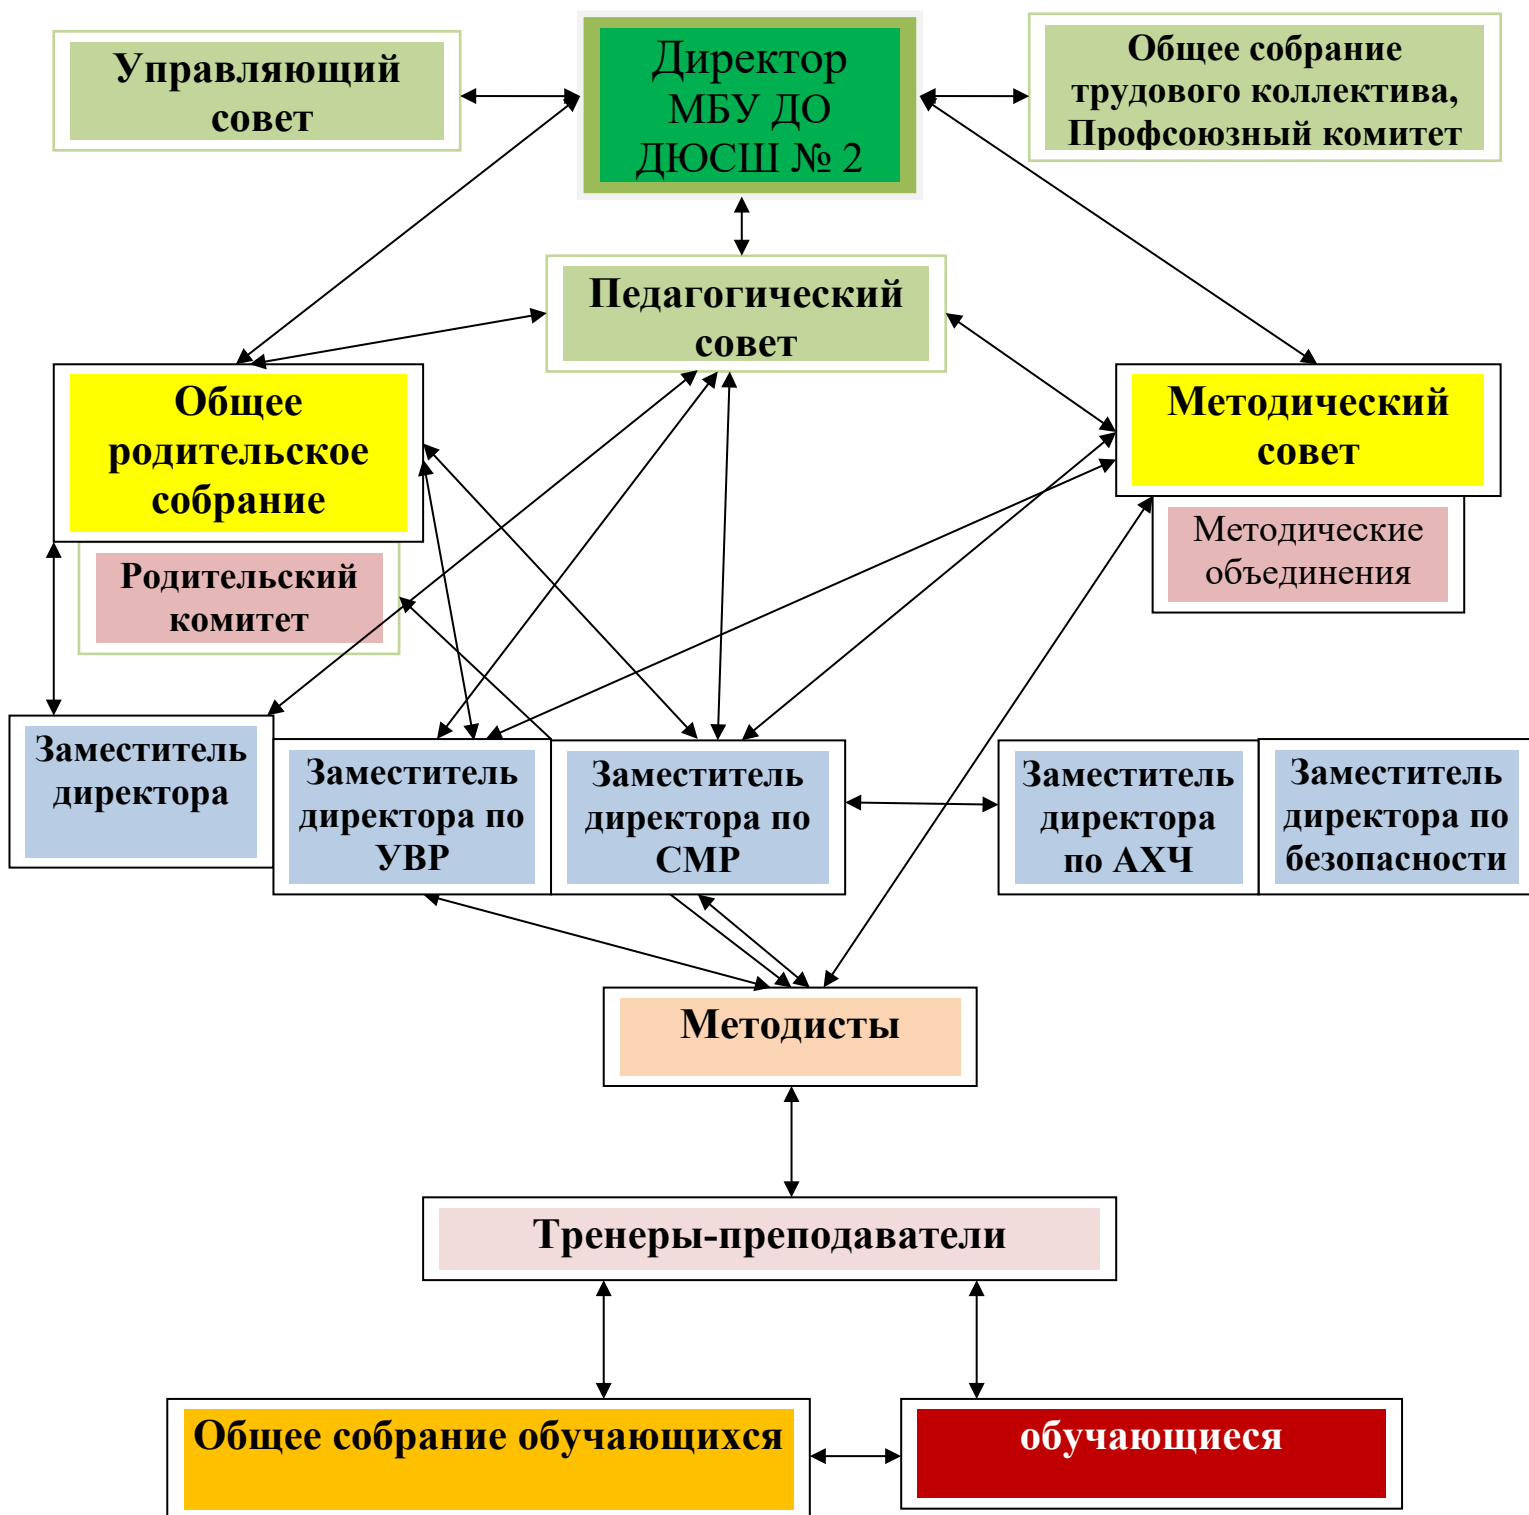 Управляющий
совет
Директор
МБУ ДО
ДЮСШ № 2
Общее собрание
трудового коллектива,
Профсоюзный комитет
Педагогический
совет
Общее
родительское
собрание
Методический
совет
Родительский
комитет
Методические
объединения
Заместитель
директора
Заместитель
директора по
УВР
Заместитель
директора по
СМР
Заместитель
директора
по АХЧ
Заместитель
директора по
безопасности
Методисты
Тренеры-преподаватели
Общее собрание обучающихся
обучающиеся